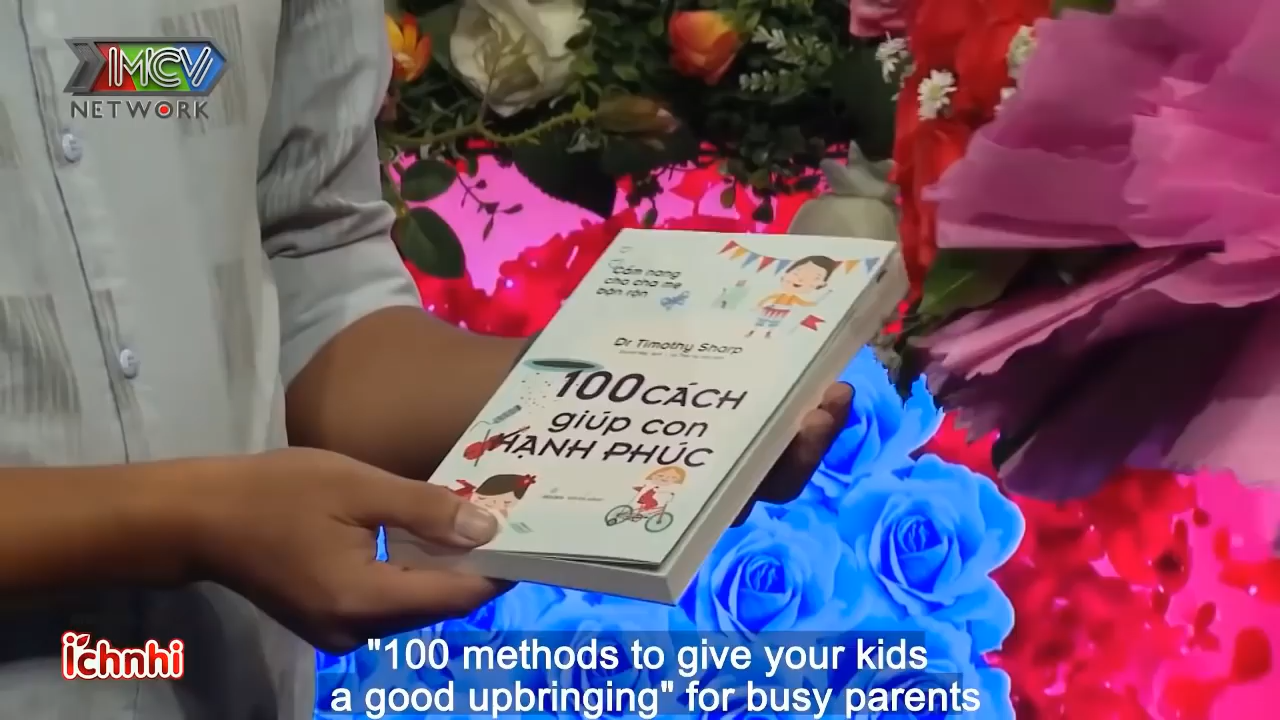 MCV
NETWORK
Cẩm nang
cho cha mẹ
bận rộn
Dr Timothy Sharp
100 CÁCH
giúp con
HẠNH PHÚC
ichnhi
"100 methods to give your kids
a good upbringing" for busy parents